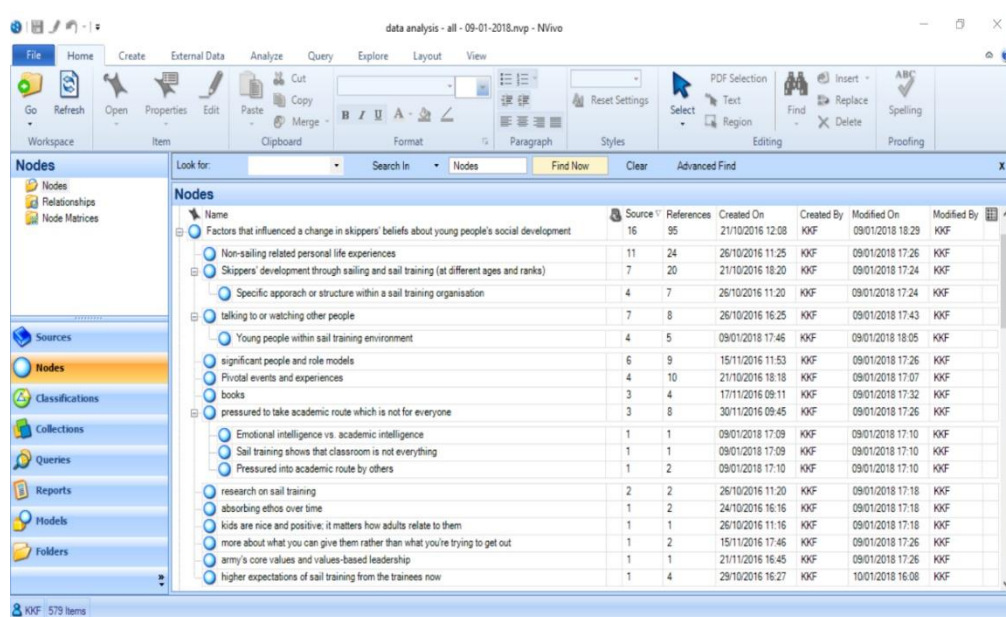 data analysis - all - 09-01-2018.nvp - NVivo
File Home Create External Data Analyze Query Explore Layout View
Go Refresh Open Properties Edit Paste Cut Copy Merge B I U A Reset Settings Select PDF Selection Text Region Find Insert Replace Delete ABC Spelling
Workspace Item Clipboard Format Paragraph Styles Editing Proofing
Nodes
Nodes
Relationships
Node Matrices
Sources
Nodes
Classifications
Collections
Queries
Reports
Models
Folders
Look for: Search In Nodes Find Now Clear Advanced Find x
Nodes
Name Source References Created On Created By Modified On Modified By
Factors that influenced a change in skippers' beliefs about young people's social development 16 95 21/10/2016 12:08 KKF 09/01/2018 18:29 KKF
Non-sailing related personal life experiences 11 24 26/10/2016 11:25 KKF 09/01/2018 17:26 KKF
Skippers' development through sailing and sail training (at different ages and ranks) 7 20 21/10/2016 18:20 KKF 09/01/2018 17:24 KKF
Specific apporach or structure within a sail training organisation 4 7 26/10/2016 11:20 KKF 09/01/2018 17:24 KKF
talking to or watching other people 7 8 26/10/2016 16:25 KKF 09/01/2018 17:43 KKF
Young people within sail training environment 4 5 09/01/2018 17:46 KKF 09/01/2018 18:05 KKF
significant people and role models 6 9 15/11/2016 11:53 KKF 09/01/2018 17:26 KKF
Pivotal events and experiences 4 10 21/10/2016 18:18 KKF 09/01/2018 17:07 KKF
books 3 4 17/11/2016 09:11 KKF 09/01/2018 17:32 KKF
pressured to take academic route which is not for everyone 3 8 30/11/2016 09:45 KKF 09/01/2018 17:26 KKF
Emotional intelligence vs. academic intelligence 1 1 09/01/2018 17:09 KKF 09/01/2018 17:10 KKF
Sail training shows that classroom is not everything 1 1 09/01/2018 17:09 KKF 09/01/2018 17:10 KKF
Pressured into academic route by others 1 2 09/01/2018 17:10 KKF 09/01/2018 17:10 KKF
research on sail training 2 2 26/10/2016 11:20 KKF 09/01/2018 17:18 KKF
absorbing ethos over time 1 2 24/10/2016 16:16 KKF 09/01/2018 17:18 KKF
kids are nice and positive; it matters how adults relate to them 1 1 26/10/2016 11:16 KKF 09/01/2018 17:18 KKF
more about what you can give them rather than what you're trying to get out 1 2 15/11/2016 17:46 KKF 09/01/2018 17:26 KKF
army's core values and values-based leadership 1 1 21/11/2016 16:45 KKF 09/01/2018 17:26 KKF
higher expectations of sail training from the trainees now 1 4 29/10/2016 16:27 KKF 10/01/2018 16:08 KKF
KKF 579 Items